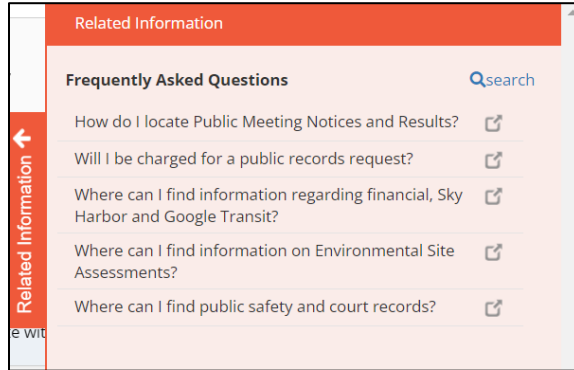 Related Information
Frequently Asked Questions
search
How do I locate Public Meeting Notices and Results?
Will I be charged for a public records request?
Where can I find information regarding financial, Sky
Harbor and Google Transit?
Where can I find information on Environmental Site
Assessments?
Where can I find public safety and court records?
Related Information
e wit